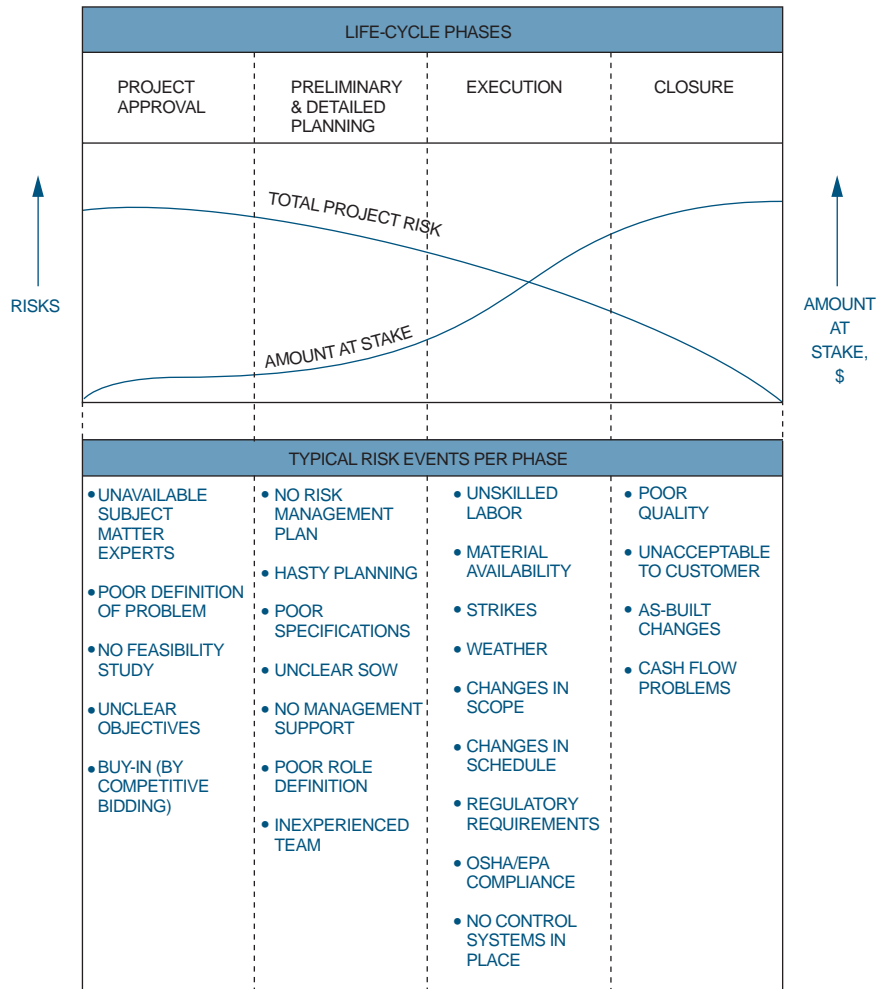 LIFE-CYCLE PHASES
PROJECT
APPROVAL
PRELIMINARY
& DETAILED
PLANNING
EXECUTION
CLOSURE
TOTAL PROJECT RISK
AMOUNT AT STAKE
RISKS
AMOUNT
AT
STAKE,
$
TYPICAL RISK EVENTS PER PHASE
• UNAVAILABLE
SUBJECT
MATTER
EXPERTS
• POOR DEFINITION
OF PROBLEM
• NO FEASIBILITY
STUDY
• UNCLEAR
OBJECTIVES
• BUY-IN (BY
COMPETITIVE
BIDDING)
• NO RISK
MANAGEMENT
PLAN
• HASTY PLANNING
• POOR
SPECIFICATIONS
• UNCLEAR SOW
• NO MANAGEMENT
SUPPORT
• POOR ROLE
DEFINITION
• INEXPERIENCED
TEAM
• UNSKILLED
LABOR
• MATERIAL
AVAILABILITY
• STRIKES
• WEATHER
• CHANGES IN
SCOPE
• CHANGES IN
SCHEDULE
• REGULATORY
REQUIREMENTS
• OSHA/EPA
COMPLIANCE
• NO CONTROL
SYSTEMS IN
PLACE
• POOR
QUALITY
• UNACCEPTABLE
TO CUSTOMER
• AS-BUILT
CHANGES
• CASH FLOW
PROBLEMS